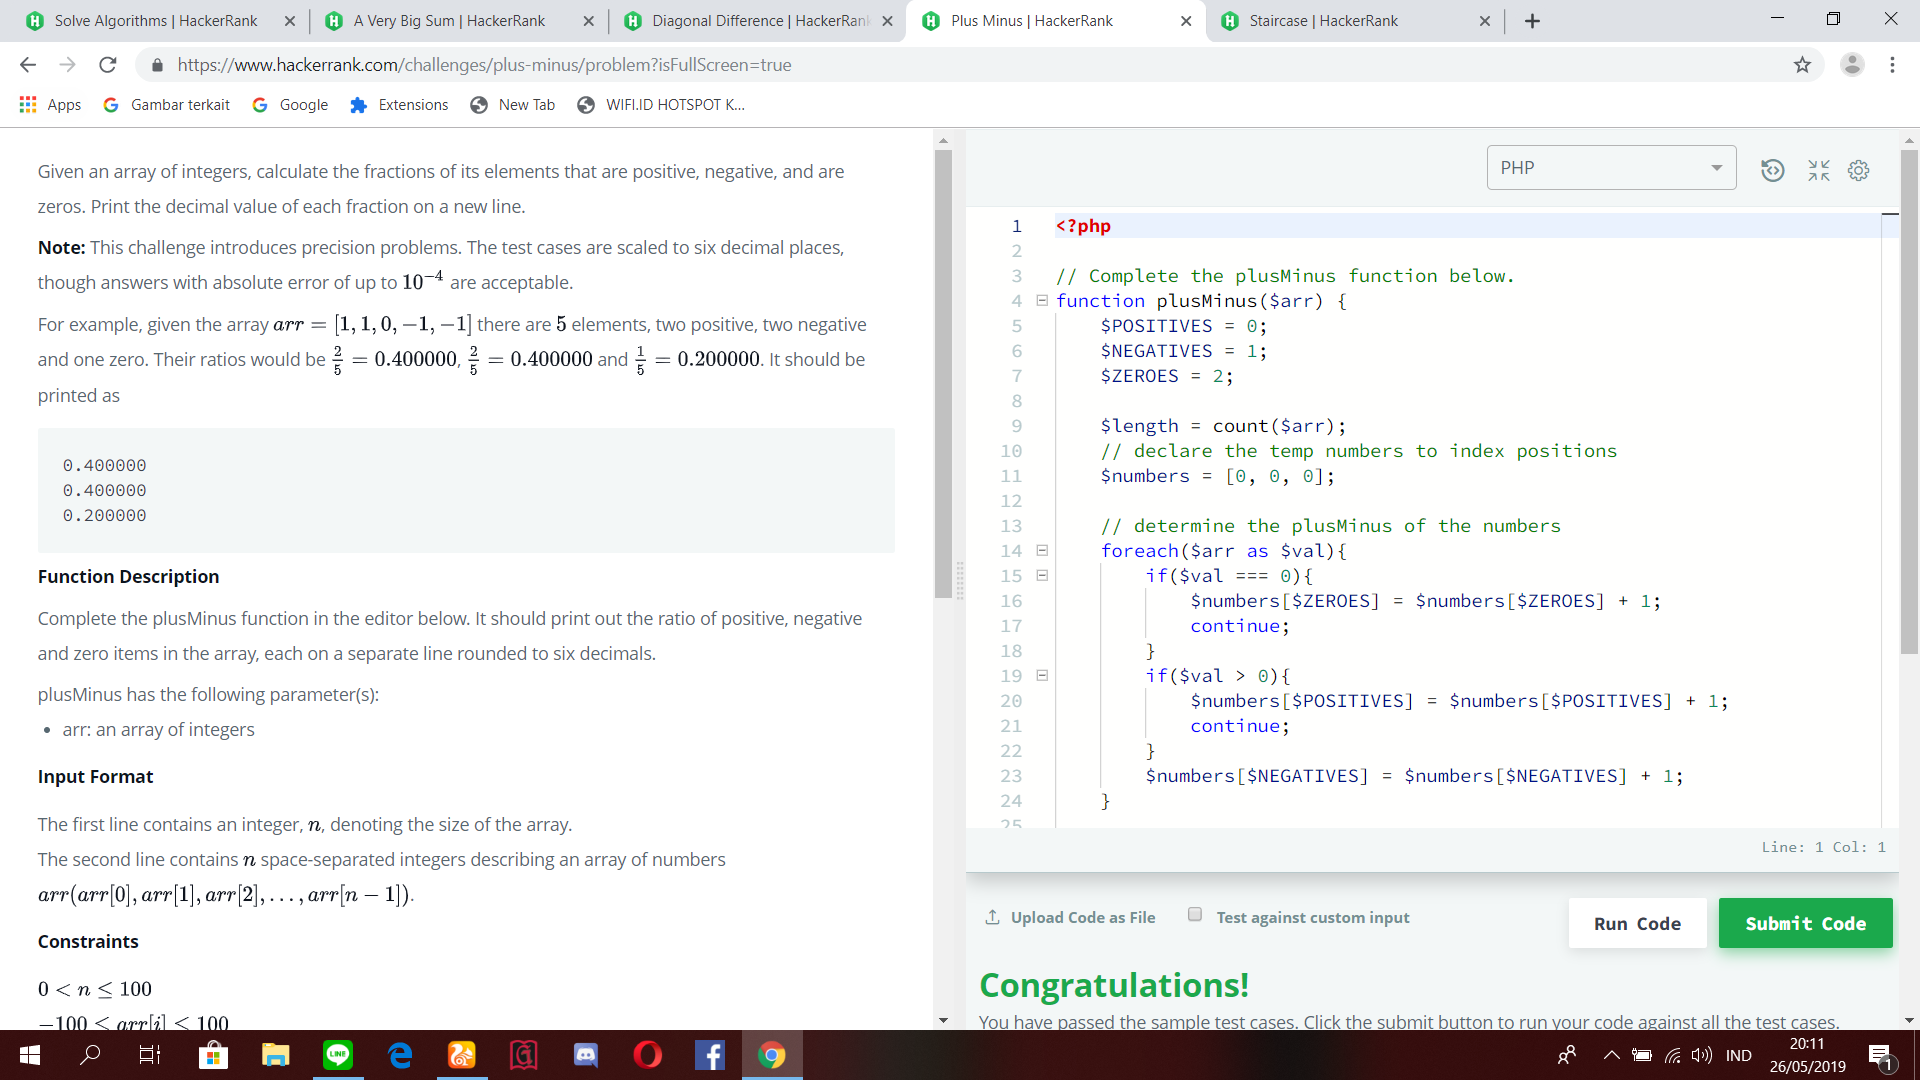 Solve Algorithms | HackerRank
A Very Big Sum | HackerRank
Diagonal Difference | HackerRank
Plus Minus | HackerRank
Staircase | HackerRank
https://www.hackerrank.com/challenges/plus-minus/problem?isFullScreen=true
Apps
Gambar terkait
Google
Extensions
New Tab
WIFI.ID HOTSPOT K...
Given an array of integers, calculate the fractions of its elements that are positive, negative, and are
zeros. Print the decimal value of each fraction on a new line.
Note: This challenge introduces precision problems. The test cases are scaled to six decimal places,
though answers with absolute error of up to 10⁻⁴ are acceptable.
For example, given the array arr = [1, 1, 0, −1, −1] there are 5 elements, two positive, two negative
and one zero. Their ratios would be 2/5 = 0.400000, 2/5 = 0.400000 and 1/5 = 0.200000. It should be
printed as
0.400000
0.400000
0.200000
Function Description
Complete the plusMinus function in the editor below. It should print out the ratio of positive, negative
and zero items in the array, each on a separate line rounded to six decimals.
plusMinus has the following parameter(s):
• arr: an array of integers
Input Format
The first line contains an integer, n, denoting the size of the array.
The second line contains n space-separated integers describing an array of numbers
arr(arr[0], arr[1], arr[2], . . . , arr[n − 1]).
Constraints
0 < n ≤ 100
−100 ≤ arr[i] ≤ 100
PHP
1 <?php
2
3 // Complete the plusMinus function below.
4 function plusMinus($arr) {
5 $POSITIVES = 0;
6 $NEGATIVES = 1;
7 $ZEROES = 2;
8
9 $length = count($arr);
10 // declare the temp numbers to index positions
11 $numbers = [0, 0, 0];
12
13 // determine the plusMinus of the numbers
14 foreach($arr as $val){
15 if($val === 0){
16 $numbers[$ZEROES] = $numbers[$ZEROES] + 1;
17 continue;
18 }
19 if($val > 0){
20 $numbers[$POSITIVES] = $numbers[$POSITIVES] + 1;
21 continue;
22 }
23 $numbers[$NEGATIVES] = $numbers[$NEGATIVES] + 1;
24 }
25
Line: 1 Col: 1
Upload Code as File
Test against custom input
Run Code
Submit Code
Congratulations!
You have passed the sample test cases. Click the submit button to run your code against all the test cases.
LINE
IND
20:11
26/05/2019
1